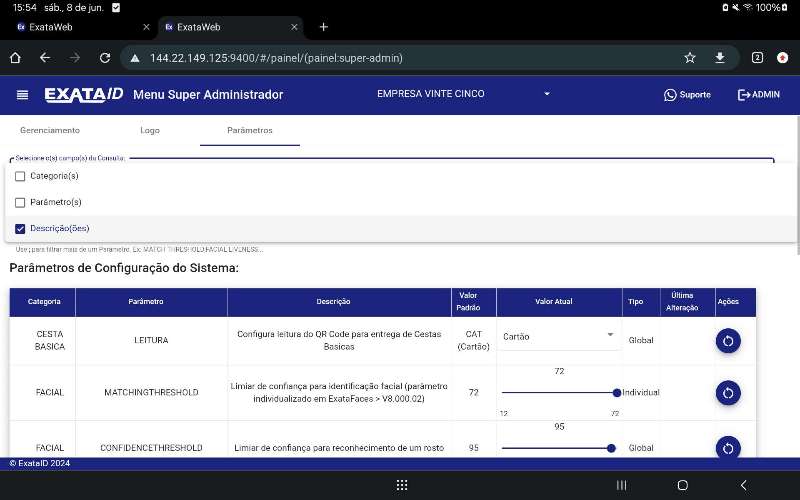 15:54 sáb., 8 de jun.
100%
Ex ExataWeb
Ex ExataWeb
144.22.149.125:9400/#/painel/(painel:super-admin)
2
EXATAID Menu Super Administrador
EMPRESA VINTE CINCO
Suporte
ADMIN
Gerenciamento Logo Parâmetros
Selecione o(s) campo(s) da Consulta:
Categoria(s)
Parâmetro(s)
Descrição(ões)
Use ; para filtrar mais de um Parâmetro. Ex: MATCH THRESHOLD;FACIAL LIVENESS...
Parâmetros de Configuração do Sistema:
Categoria Parâmetro Descrição Valor Padrão Valor Atual Tipo Última Alteração Ações
CESTA BASICA LEITURA Configura leitura do QR Code para entrega de Cestas Basicas CAT (Cartão) Cartão Global
FACIAL MATCHINGTHRESHOLD Limiar de confiança para identificação facial (parâmetro individualizado em ExataFaces > V8.000.02) 72 72 12 72 Individual
FACIAL CONFIDENCETHRESHOLD Limiar de confiança para reconhecimento de um rosto 95 95 Global
© ExataID 2024